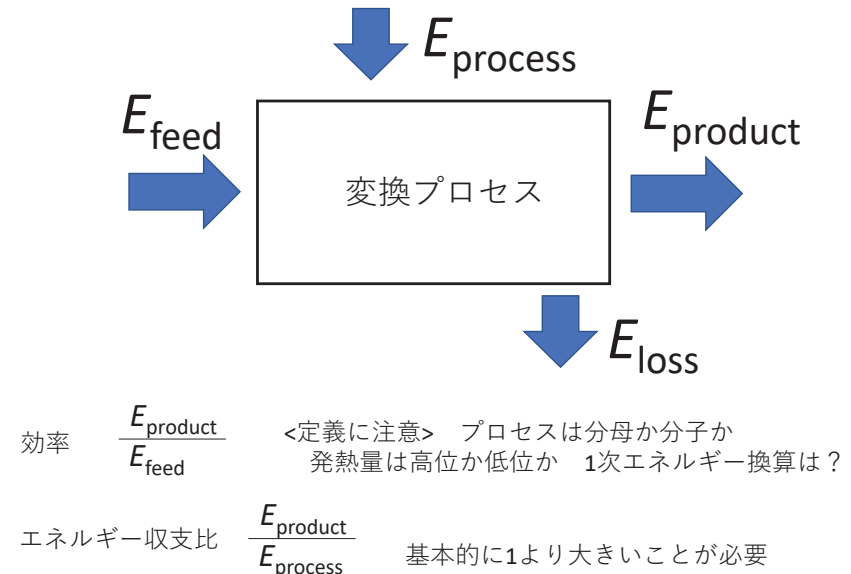 E_process
E_feed
E_product
変換プロセス
E_loss
効率 E_product / E_feed <定義に注意> プロセスは分母か分子か
発熱量は高位か低位か 1次エネルギー換算は？
エネルギー収支比 E_product / E_process 基本的に1より大きいことが必要